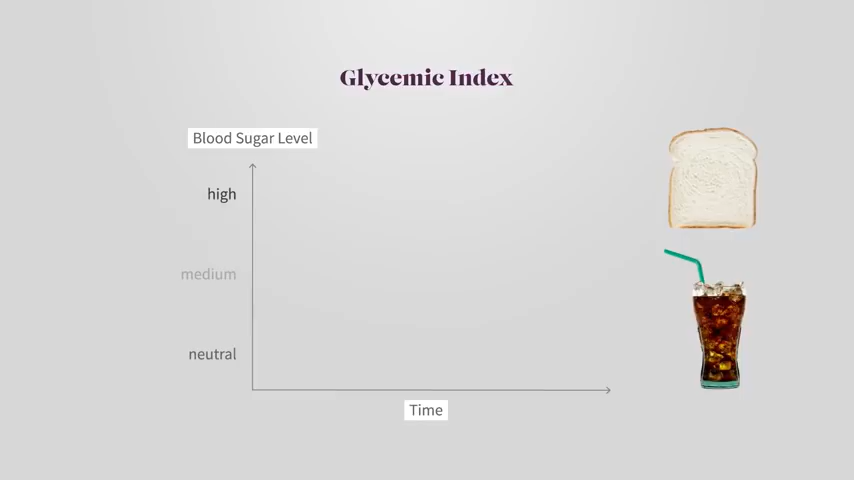 Glycemic Index
Blood Sugar Level
high
medium
neutral
Time